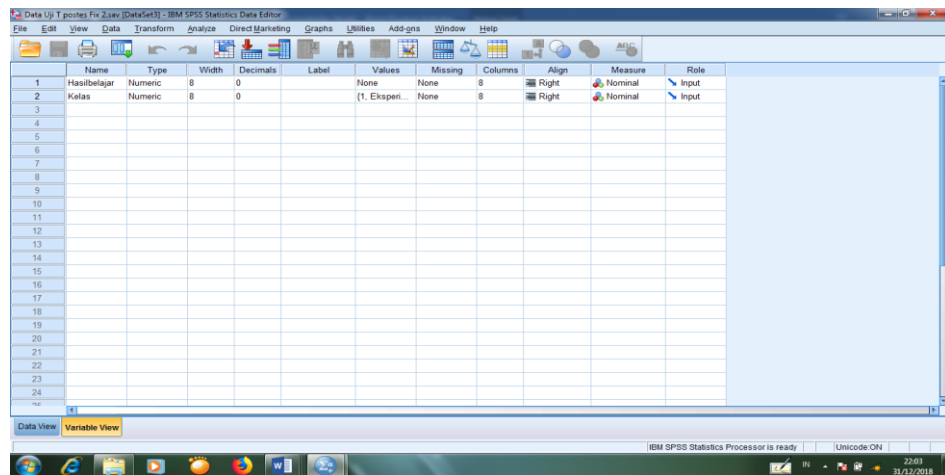 Data Uji T postes Fix 2.sav [DataSet3] - IBM SPSS Statistics Data Editor
File Edit View Data Transform Analyze Direct Marketing Graphs Utilities Add-ons Window Help
Name Type Width Decimals Label Values Missing Columns Align Measure Role
1 Hasilbelajar Numeric 8 0 None None 8 Right Nominal Input
2 Kelas Numeric 8 0 {1, Eksperi... None 8 Right Nominal Input
3
4
5
6
7
8
9
10
11
12
13
14
15
16
17
18
19
20
21
22
23
24
Data View Variable View
IBM SPSS Statistics Processor is ready Unicode:ON
IN 22:03
31/12/2018